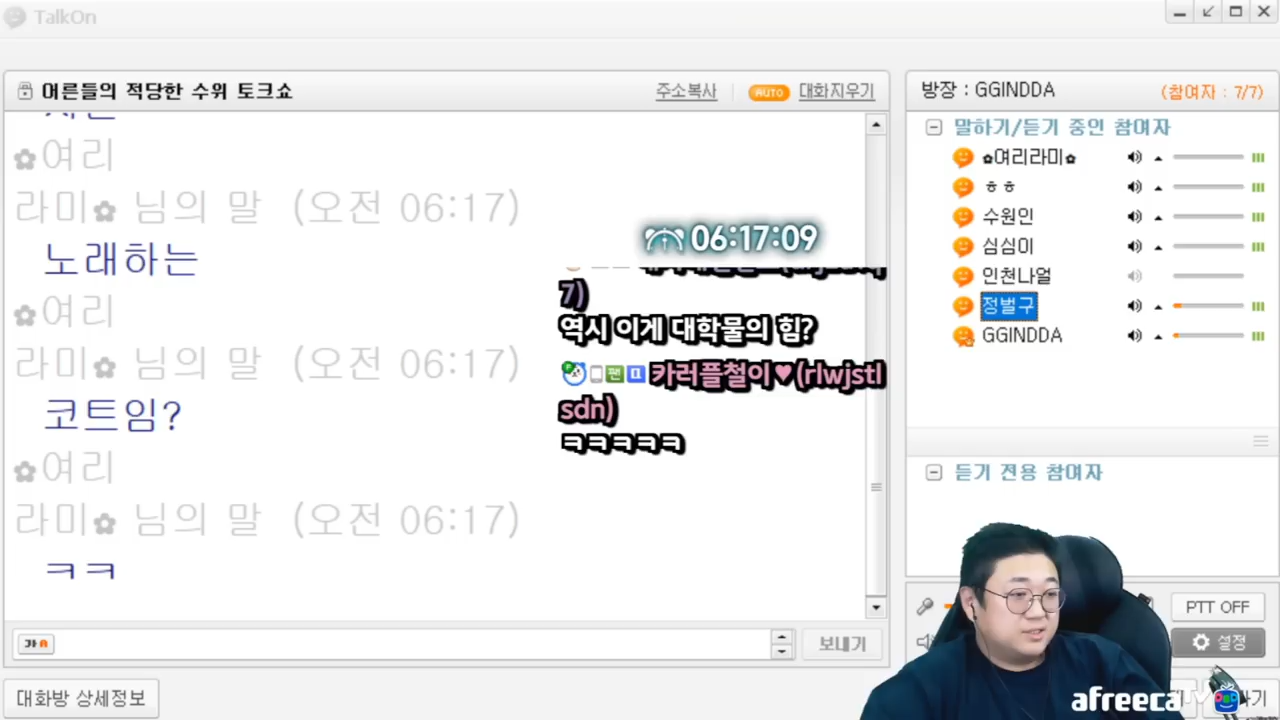 TalkOn
어른들의 적당한 수위 토크쇼
주소복사
AUTO
대화지우기
✿여리
라미✿ 님의 말 (오전 06:17)
노래하는
✿여리
라미✿ 님의 말 (오전 06:17)
코트임?
✿여리
라미✿ 님의 말 (오전 06:17)
ㅋㅋ
06:17:09
7)
역시 이게 대학물의 힘?
팬
카러플철이♥(rlwjstl
sdn)
ㅋㅋㅋㅋㅋ
가
보내기
대화방 상세정보
방장 : GGINDDA
(참여자 : 7/7)
말하기/듣기 중인 참여자
✿여리라미✿
ㅎㅎ
수원인
심심이
인천나얼
정벌구
GGINDDA
듣기 전용 참여자
PTT OFF
설정
afreeca